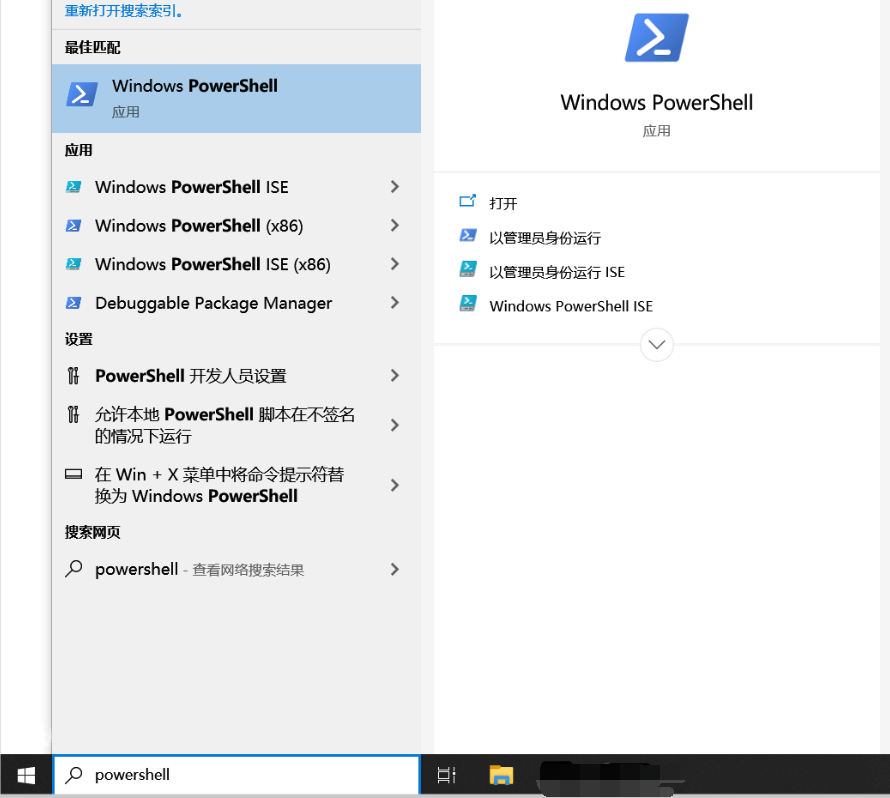 重新打开搜索索引。
最佳匹配
Windows PowerShell
应用
应用
Windows PowerShell ISE
Windows PowerShell (x86)
Windows PowerShell ISE (x86)
Debuggable Package Manager
设置
PowerShell 开发人员设置
允许本地 PowerShell 脚本在不签名
的情况下运行
在 Win + X 菜单中将命令提示符替
换为 Windows PowerShell
搜索网页
powershell - 查看网络搜索结果
powershell
Windows PowerShell
应用
打开
以管理员身份运行
以管理员身份运行 ISE
Windows PowerShell ISE